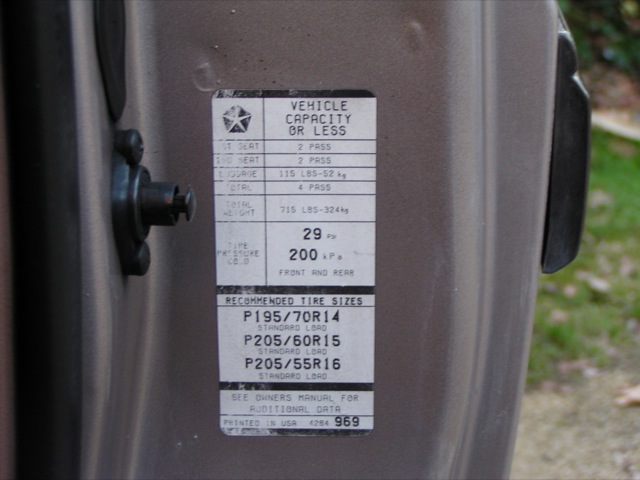 VEHICLE
CAPACITY
OR LESS
1ST SEAT 2 PASS
2ND SEAT 2 PASS
LUGGAGE 115 LBS-52 kg
TOTAL 4 PASS
TOTAL WEIGHT 715 LBS-324kg
TIRE PRESSURE COLD
29 PSI
200 kPa
FRONT AND REAR
RECOMMENDED TIRE SIZES
P195/70R14
STANDARD LOAD
P205/60R15
STANDARD LOAD
P205/55R16
STANDARD LOAD
SEE OWNERS MANUAL FOR
ADDITIONAL DATA
PRINTED IN USA 4284 969